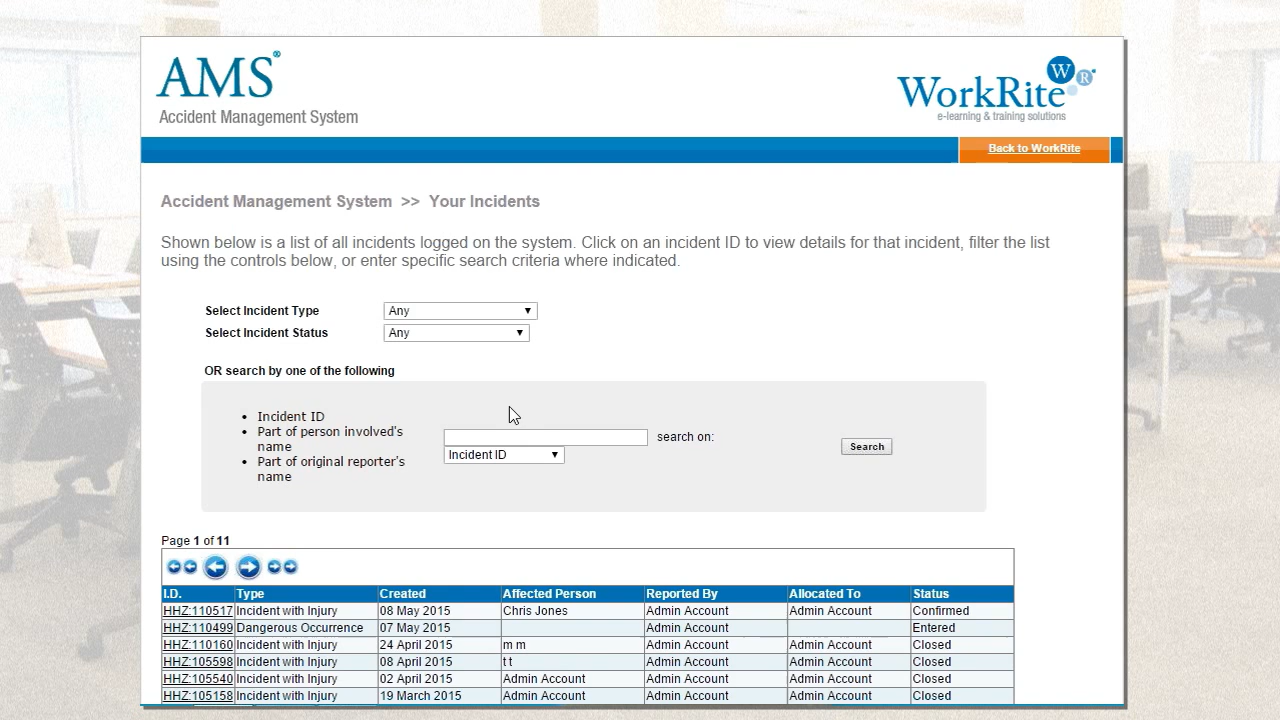 AMS®
Accident Management System
WorkRite W R
e-learning & training solutions
Back to WorkRite
Accident Management System >> Your Incidents
Shown below is a list of all incidents logged on the system. Click on an incident ID to view details for that incident, filter the list
using the controls below, or enter specific search criteria where indicated.
Select Incident Type Any
Select Incident Status Any
OR search by one of the following
• Incident ID
• Part of person involved's
name
• Part of original reporter's
name
search on:
Incident ID
Search
Page 1 of 11
I.D. Type Created Affected Person Reported By Allocated To Status
HHZ:110517 Incident with Injury 08 May 2015 Chris Jones Admin Account Admin Account Confirmed
HHZ:110499 Dangerous Occurrence 07 May 2015 Admin Account Entered
HHZ:110160 Incident with Injury 24 April 2015 m m Admin Account Admin Account Closed
HHZ:105598 Incident with Injury 08 April 2015 t t Admin Account Admin Account Closed
HHZ:105540 Incident with Injury 02 April 2015 Admin Account Admin Account Admin Account Closed
HHZ:105158 Incident with Injury 19 March 2015 Admin Account Admin Account Admin Account Closed